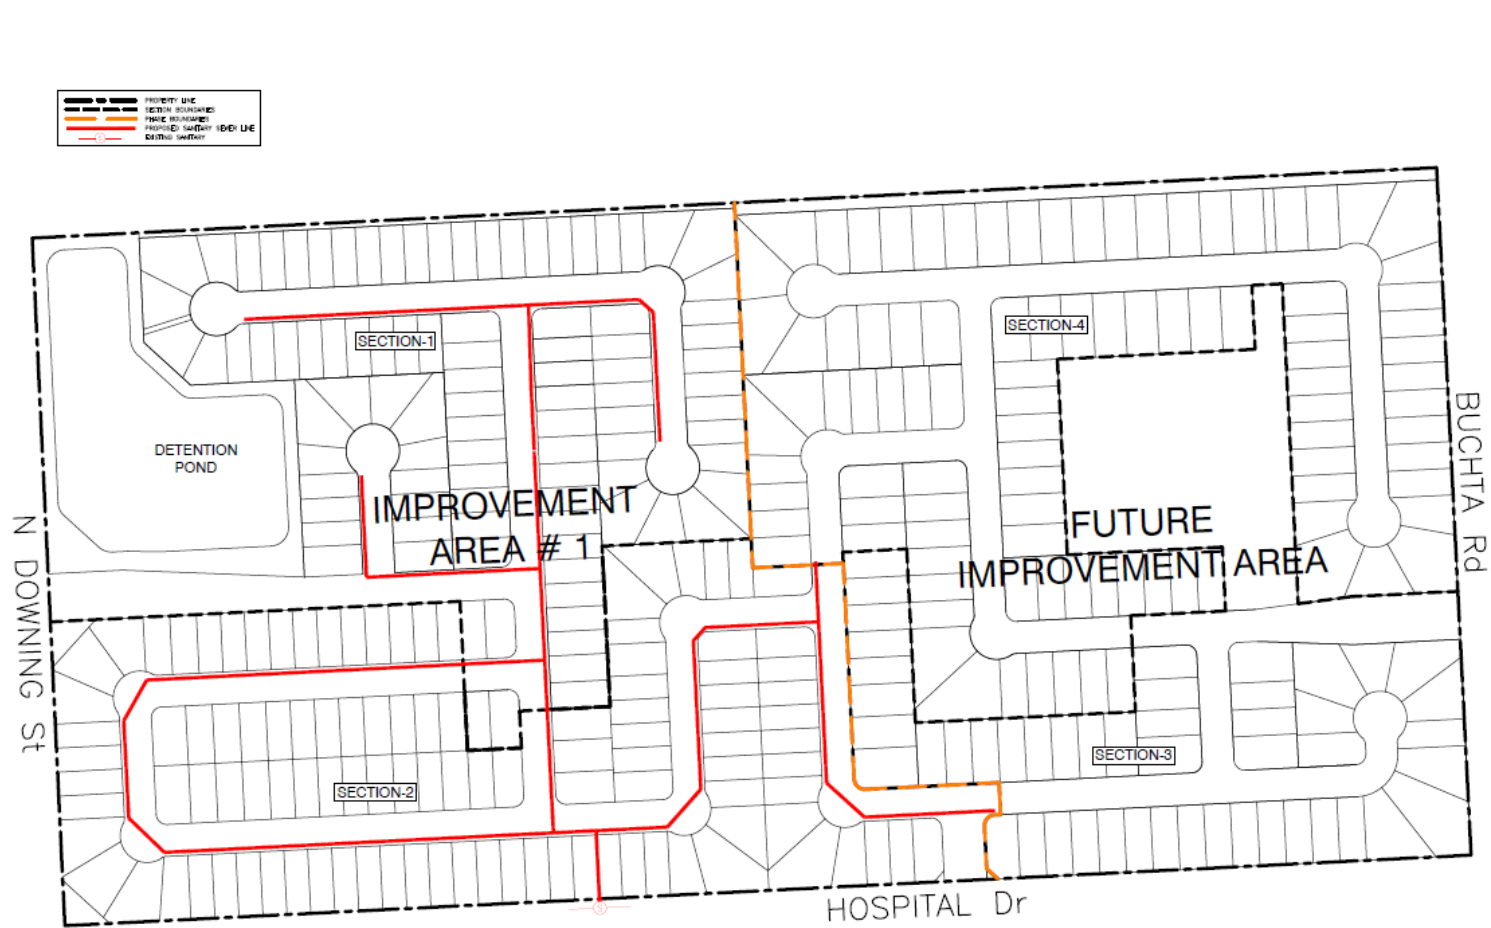 PROPERTY LINE
SECTION BOUNDARIES
PHASE BOUNDARIES
PROPOSED SANITARY SEWER LINE
EXISTING SANITARY
SECTION-1
SECTION-4
DETENTION
POND
IMPROVEMENT
AREA # 1
FUTURE
IMPROVEMENT AREA
N DOWNING St
BUCHTA Rd
SECTION-3
SECTION-2
HOSPITAL Dr